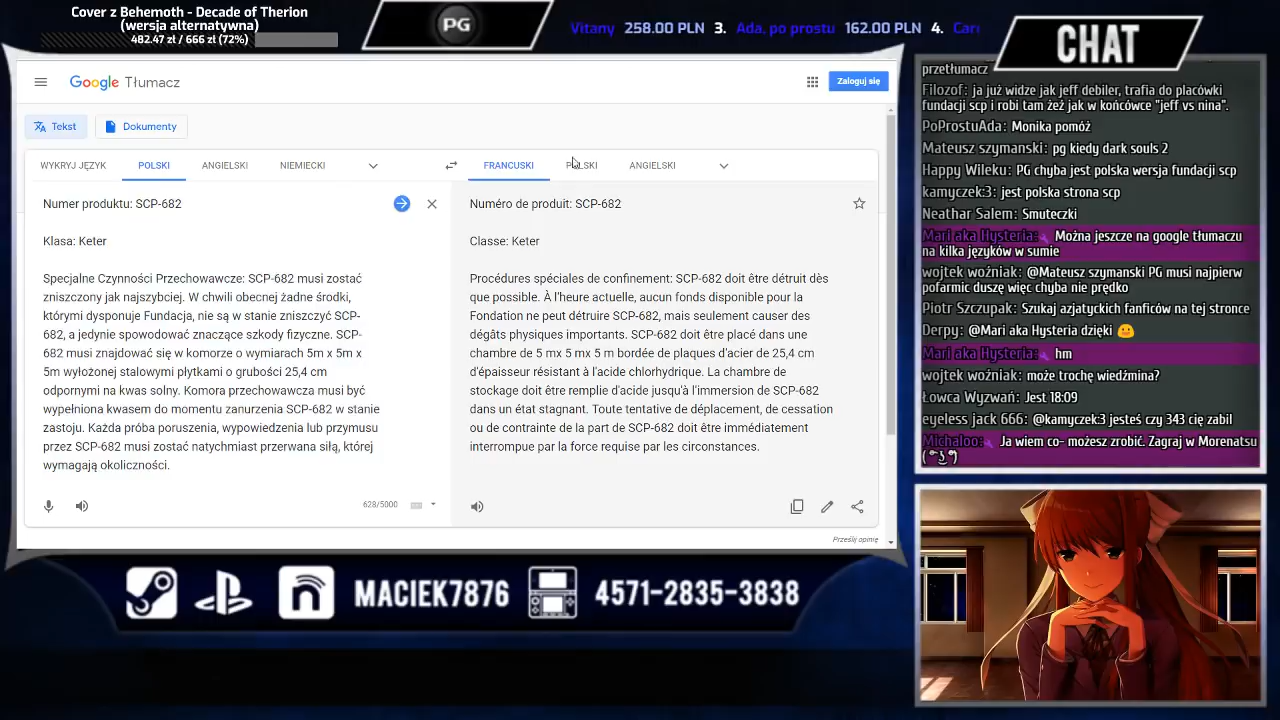 Cover z Behemoth - Decade of Therion
(wersja alternatywna)
482.47 zł / 666 zł (72%)
PG
Vitany 258.00 PLN 3. Ada, po prostu 162.00 PLN 4.
CHAT
Google Tłumacz
Zaloguj się
Tekst
Dokumenty
WYKRYJ JĘZYK POLSKI ANGIELSKI NIEMIECKI
FRANCUSKI POLSKI ANGIELSKI
Numer produktu: SCP-682
Klasa: Keter
Specjalne Czynności Przechowawcze: SCP-682 musi zostać
zniszczony jak najszybciej. W chwili obecnej żadne środki,
którymi dysponuje Fundacja, nie są w stanie zniszczyć SCP-
682, a jedynie spowodować znaczące szkody fizyczne. SCP-
682 musi znajdować się w komorze o wymiarach 5m x 5m x
5m wyłożonej stalowymi płytkami o grubości 25,4 cm
odpornymi na kwas solny. Komora przechowawcza musi być
wypełniona kwasem do momentu zanurzenia SCP-682 w stanie
zastoju. Każda próba poruszenia, wypowiedzenia lub przymusu
przez SCP-682 musi zostać natychmiast przerwana siłą, której
wymagają okoliczności.
628/5000
Numéro de produit: SCP-682
Classe: Keter
Procédures spéciales de confinement: SCP-682 doit être détruit dès
que possible. À l'heure actuelle, aucun fonds disponible pour la
Fondation ne peut détruire SCP-682, mais seulement causer des
dégâts physiques importants. SCP-682 doit être placé dans une
chambre de 5 mx 5 mx 5 m bordée de plaques d'acier de 25,4 cm
d'épaisseur résistant à l'acide chlorhydrique. La chambre de
stockage doit être remplie d'acide jusqu'à l'immersion de SCP-682
dans un état stagnant. Toute tentative de déplacement, de cessation
ou de contrainte de la part de SCP-682 doit être immédiatement
interrompue par la force requise par les circonstances.
Prześlij opinię
przetłumacz
Filozof: ja już widze jak jeff debiler, trafia do placówki
fundacji scp i robi tam żeż jak w końcówce "jeff vs nina".
PoProstuAda: Monika pomóż
Mateusz szymanski: pg kiedy dark souls 2
Happy Wileku: PG chyba jest polska wersja fundacji scp
kamyczek:3: jest polska strona scp
Neathar Salem: Smuteczki
Mari aka Hysteria: Można jeszcze na google tłumaczu
na kilka języków w sumie
wojtek woźniak: @Mateusz szymanski PG musi najpierw
pofarmic duszę więc chyba nie prędko
Piotr Szczupak: Szukaj azjatyckich fanficów na tej stronce
Derpy: @Mari aka Hysteria dzięki 🙂
Mari aka Hysteria: hm
wojtek woźniak: może trochę wiedźmina?
Łowca Wyzwań: Jest 18:09
eyeless jack 666: @kamyczek:3 jesteś czy 343 cię zabil
Michaloo: Ja wiem co- możesz zrobić. Zagraj w Morenatsu
( ͡° ͜ʖ ͡°)
MACIEK7876
4571-2835-3838